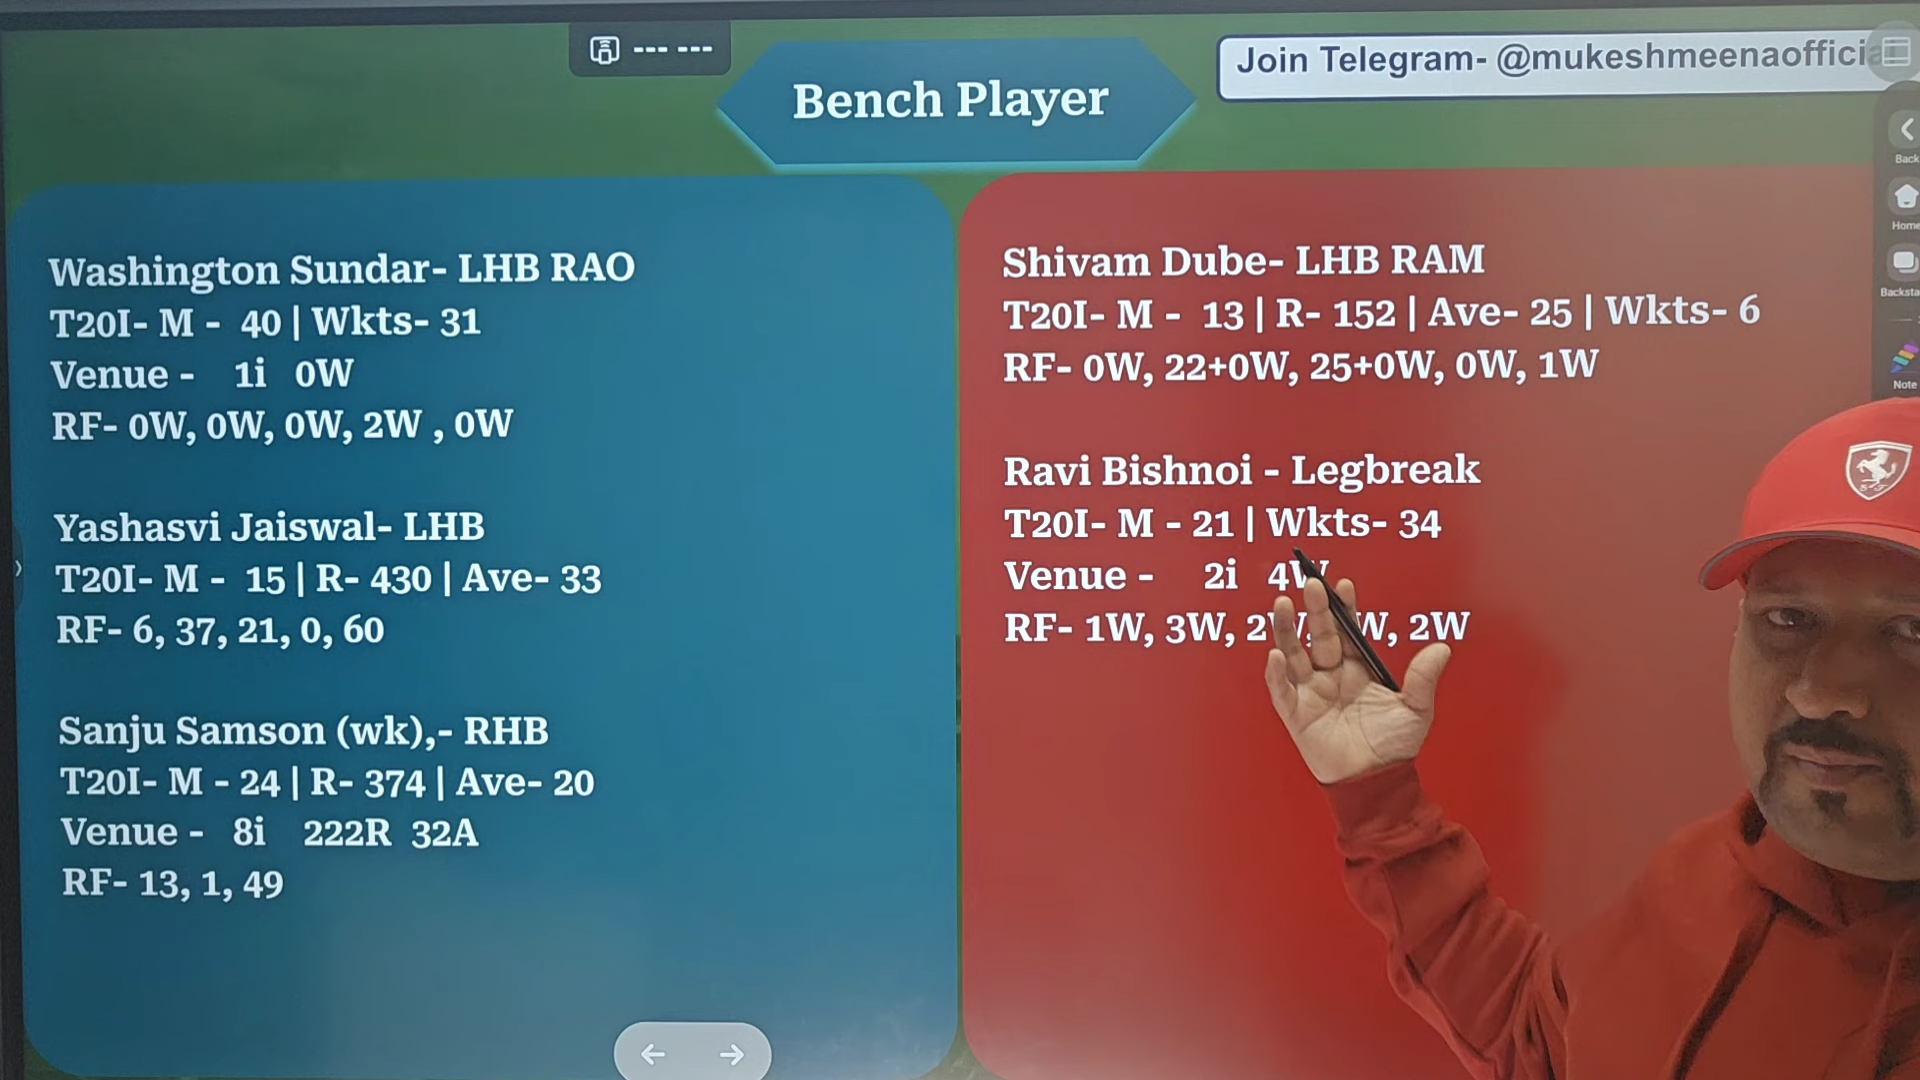 --- ---
Bench Player
Join Telegram- @mukeshmeenaofficia
Washington Sundar- LHB RAO
T20I- M - 40 | Wkts- 31
Venue - 1i 0W
RF- 0W, 0W, 0W, 2W , 0W
Yashasvi Jaiswal- LHB
T20I- M - 15 | R- 430 | Ave- 33
RF- 6, 37, 21, 0, 60
Sanju Samson (wk),- RHB
T20I- M - 24 | R- 374 | Ave- 20
Venue - 8i 222R 32A
RF- 13, 1, 49
Shivam Dube- LHB RAM
T20I- M - 13 | R- 152 | Ave- 25 | Wkts- 6
RF- 0W, 22+0W, 25+0W, 0W, 1W
Ravi Bishnoi - Legbreak
T20I- M - 21 | Wkts- 34
Venue - 2i 4W
RF- 1W, 3W, 2W, W, 2W
Back
Home
Backsta
Note